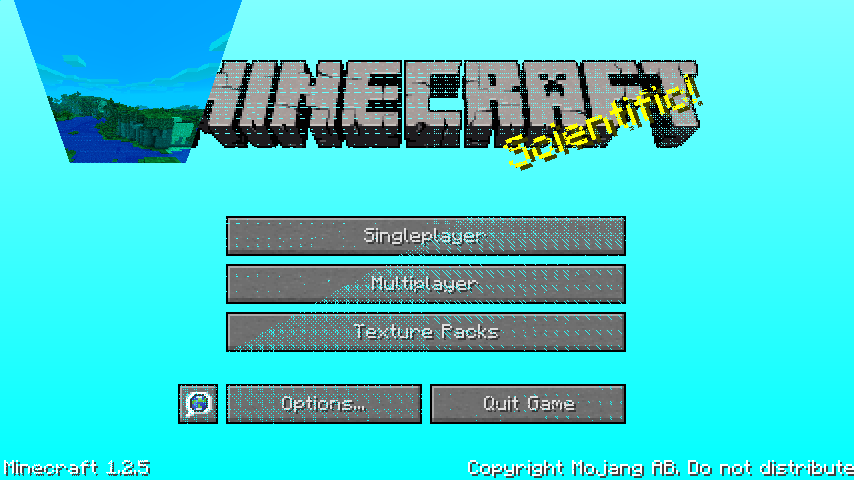 MINECRAFT
Scientific!
Singleplayer
Multiplayer
Texture Packs
Options...
Quit Game
Minecraft 1.2.5
Copyright Mojang AB. Do not distribute